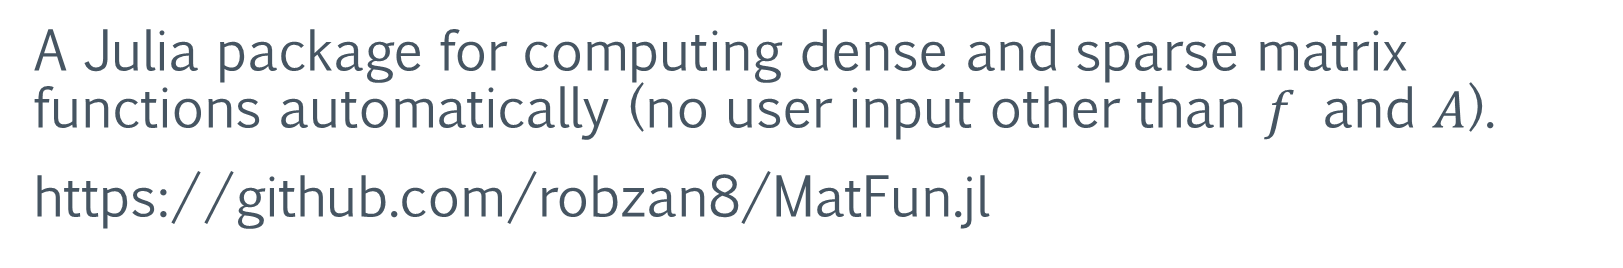 A Julia package for computing dense and sparse matrix
functions automatically (no user input other than f and A).
https://github.com/robzan8/MatFun.jl